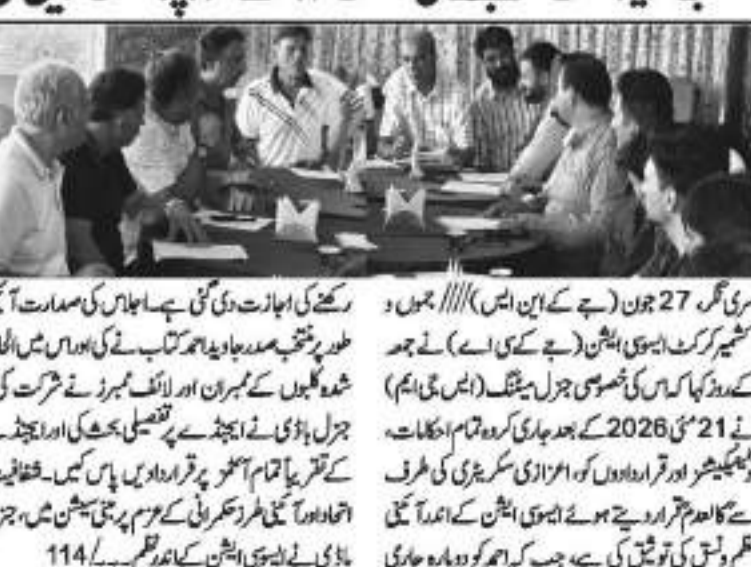 سری نگر، 27 جون (جے کے این ایس)//// جموں و
کشمیر کرکٹ ایسوسی ایشن (جے کے سی اے) نے جمعہ
کے روز کہا کہ اس کی خصوصی جنرل میٹنگ (ایس جی ایم)
نے 21 مئی 2026 کے بعد جاری کردہ تمام احکامات،
نوٹیفکیشنز اور قراردادوں کو، اعزازی سکریٹری کی طرف
سے کالعدم قرار دیتے ہوئے ایسوسی ایشن کے اندر آئینی
نظم ونسق کی توثیق کی ہے، جب کہ احمد کو دوبارہ جاری
رکھنے کی اجازت دی گئی ہے۔ اجلاس کی صدارت
طور پر منتخب صدر جاوید احمد کتاب نے کی اور اس میں
شدہ کلبوں کے ممبران اور لائف ممبرز نے شرکت کی
جنرل باڈی نے ایجنڈے پر تفصیلی بحث کی اور ایجنڈے
کے تقریباً تمام آئٹمز پر قراردادیں پاس کیں۔ شفافیت
اتحاد اور آئینی طرز حکمرانی کے عزم پر مبنی سیشن میں، جنرل
باڈی نے ایسوسی ایشن کے اندر نظم۔۔۔/114